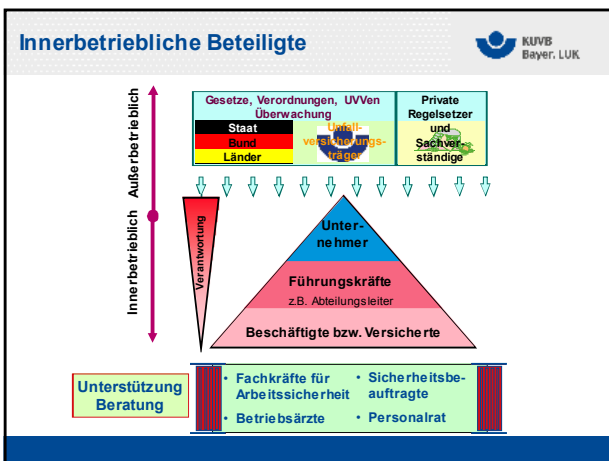 Innerbetriebliche Beteiligte
KUVB
Bayer. LUK
Außerbetrieblich
Innerbetrieblich
Gesetze, Verordnungen, UVVen
Überwachung
Staat
Bund
Länder
Unfall-
versicherungs-
träger
Private
Regelsetzer
und
Sachver-
ständige
Verantwortung
Unter-
nehmer
Führungskräfte
z.B. Abteilungsleiter
Beschäftigte bzw. Versicherte
Unterstützung
Beratung
• Fachkräfte für
Arbeitssicherheit
• Betriebsärzte
• Sicherheitsbe-
auftragte
• Personalrat